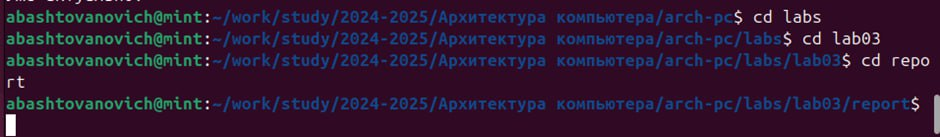 abashtovanovich@mint:~/work/study/2024-2025/Архитектура компьютера/arch-pc$ cd labs
abashtovanovich@mint:~/work/study/2024-2025/Архитектура компьютера/arch-pc/labs$ cd lab03
abashtovanovich@mint:~/work/study/2024-2025/Архитектура компьютера/arch-pc/labs/lab03$ cd repo
rt
abashtovanovich@mint:~/work/study/2024-2025/Архитектура компьютера/arch-pc/labs/lab03/report$